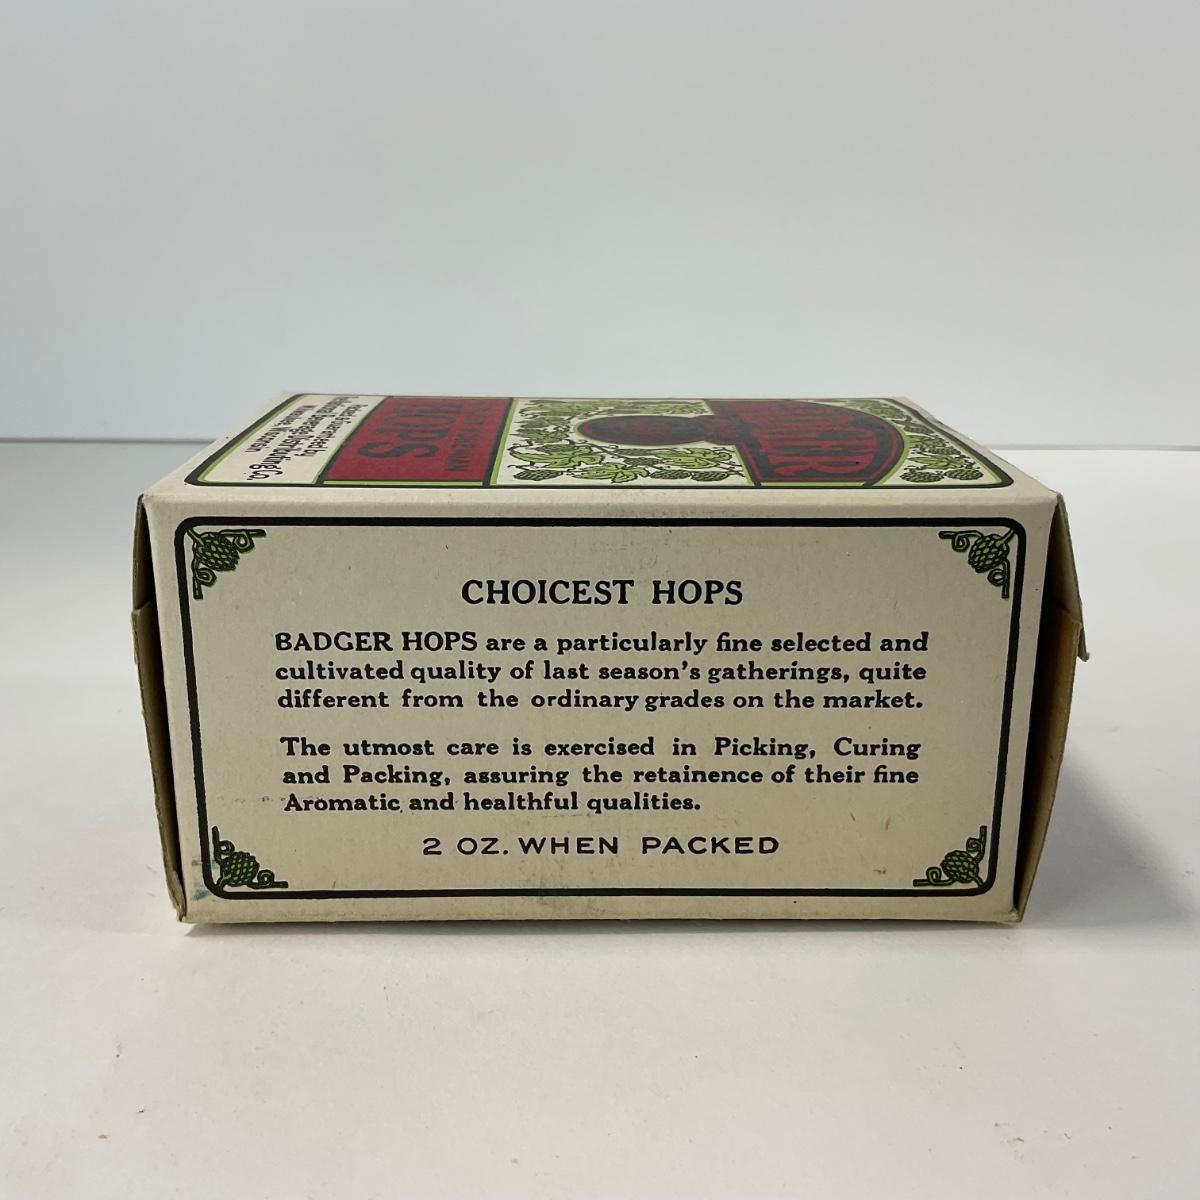 HOPS
CHOICEST HOPS
BADGER HOPS are a particularly fine selected and
cultivated quality of last season's gatherings, quite
different from the ordinary grades on the market.
The utmost care is exercised in Picking, Curing
and Packing, assuring the retainence of their fine
Aromatic and healthful qualities.
2 OZ. WHEN PACKED